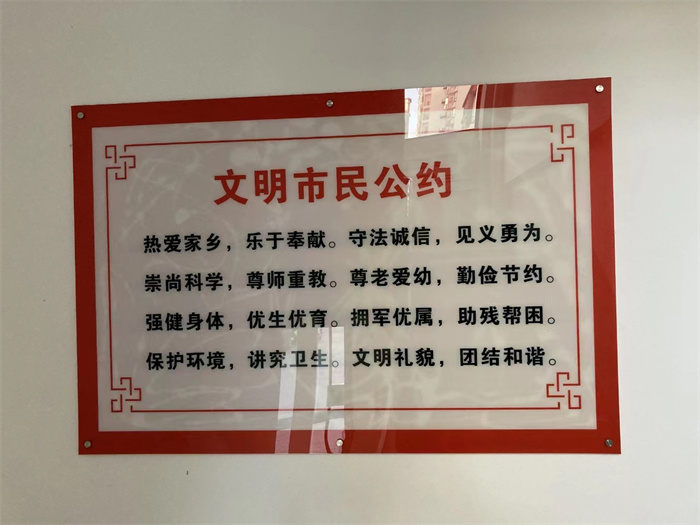 文明市民公约
热爱家乡，乐于奉献。守法诚信，见义勇为。
崇尚科学，尊师重教。尊老爱幼，勤俭节约。
强健身体，优生优育。拥军优属，助残帮困。
保护环境，讲究卫生。文明礼貌，团结和谐。